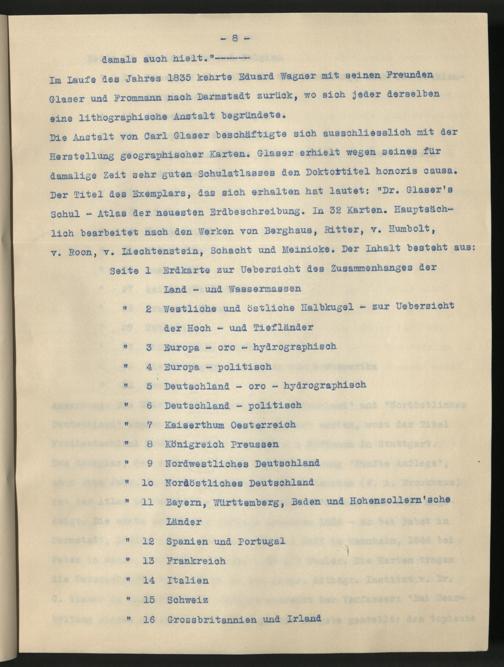 - 8 -
damals auch hielt."------
Im Laufe des Jahres 1835 kehrte Eduard Wagner mit seinen Freunden
Glaser und Frommann nach Darmstadt zurück, wo sich jeder derselben
eine lithographische Anstalt begründete.
Die Anstalt von Carl Glaser beschäftigte sich ausschliesslich mit der
Herstellung geographischer Karten. Glaser erhielt wegen seines für
damalige Zeit sehr guten Schulatlasses den Doktortitel honoris causa.
Der Titel des Exemplars, das sich erhalten hat lautet: "Dr. Glaser's
Schul - Atlas der neuesten Erdbeschreibung. In 32 Karten. Hauptsäch-
lich bearbeitet nach den Werken von Berghaus, Ritter, v. Humbolt,
v. Roon, v. Liechtenstein, Schacht und Meinicke. Der Inhalt besteht aus:
Seite 1 Erdkarte zur Uebersicht des Zusammenhanges der
Land - und Wassermassen
" 2 Westliche und östliche Halbkugel - zur Uebersicht
der Hoch - und Tiefländer
" 3 Europa - oro - hydrographisch
" 4 Europa - politisch
" 5 Deutschland - oro - hydrographisch
" 6 Deutschland - politisch
" 7 Kaiserthum Oesterreich
" 8 Königreich Preussen
" 9 Nordwestliches Deutschland
" 1o Nordöstliches Deutschland
" 11 Bayern, Württemberg, Baden und Hohenzollern'sche
Länder
" 12 Spanien und Portugal
" 13 Frankreich
" 14 Italien
" 15 Schweiz
" 16 Grossbritannien und Irland